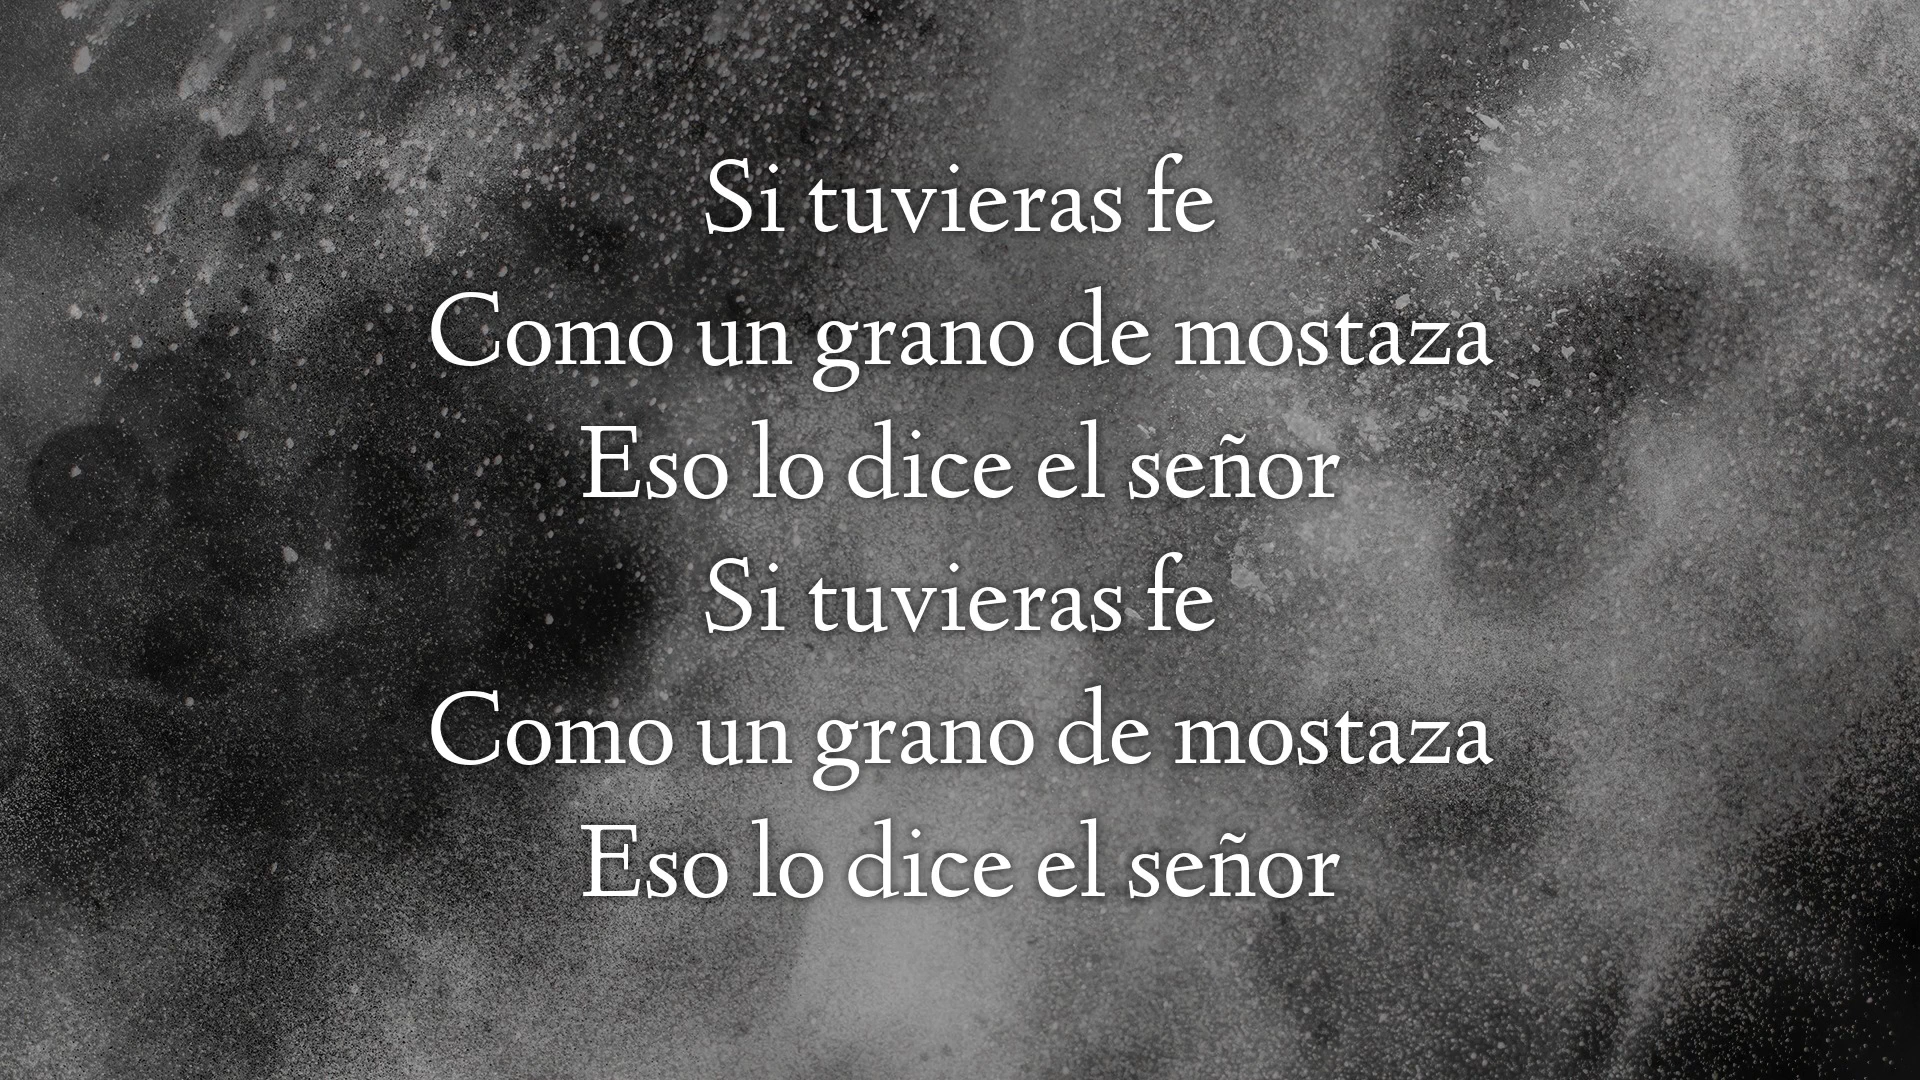 Si tuvieras fe
Como un grano de mostaza
Eso lo dice el señor
Si tuvieras fe
Como un grano de mostaza
Eso lo dice el señor